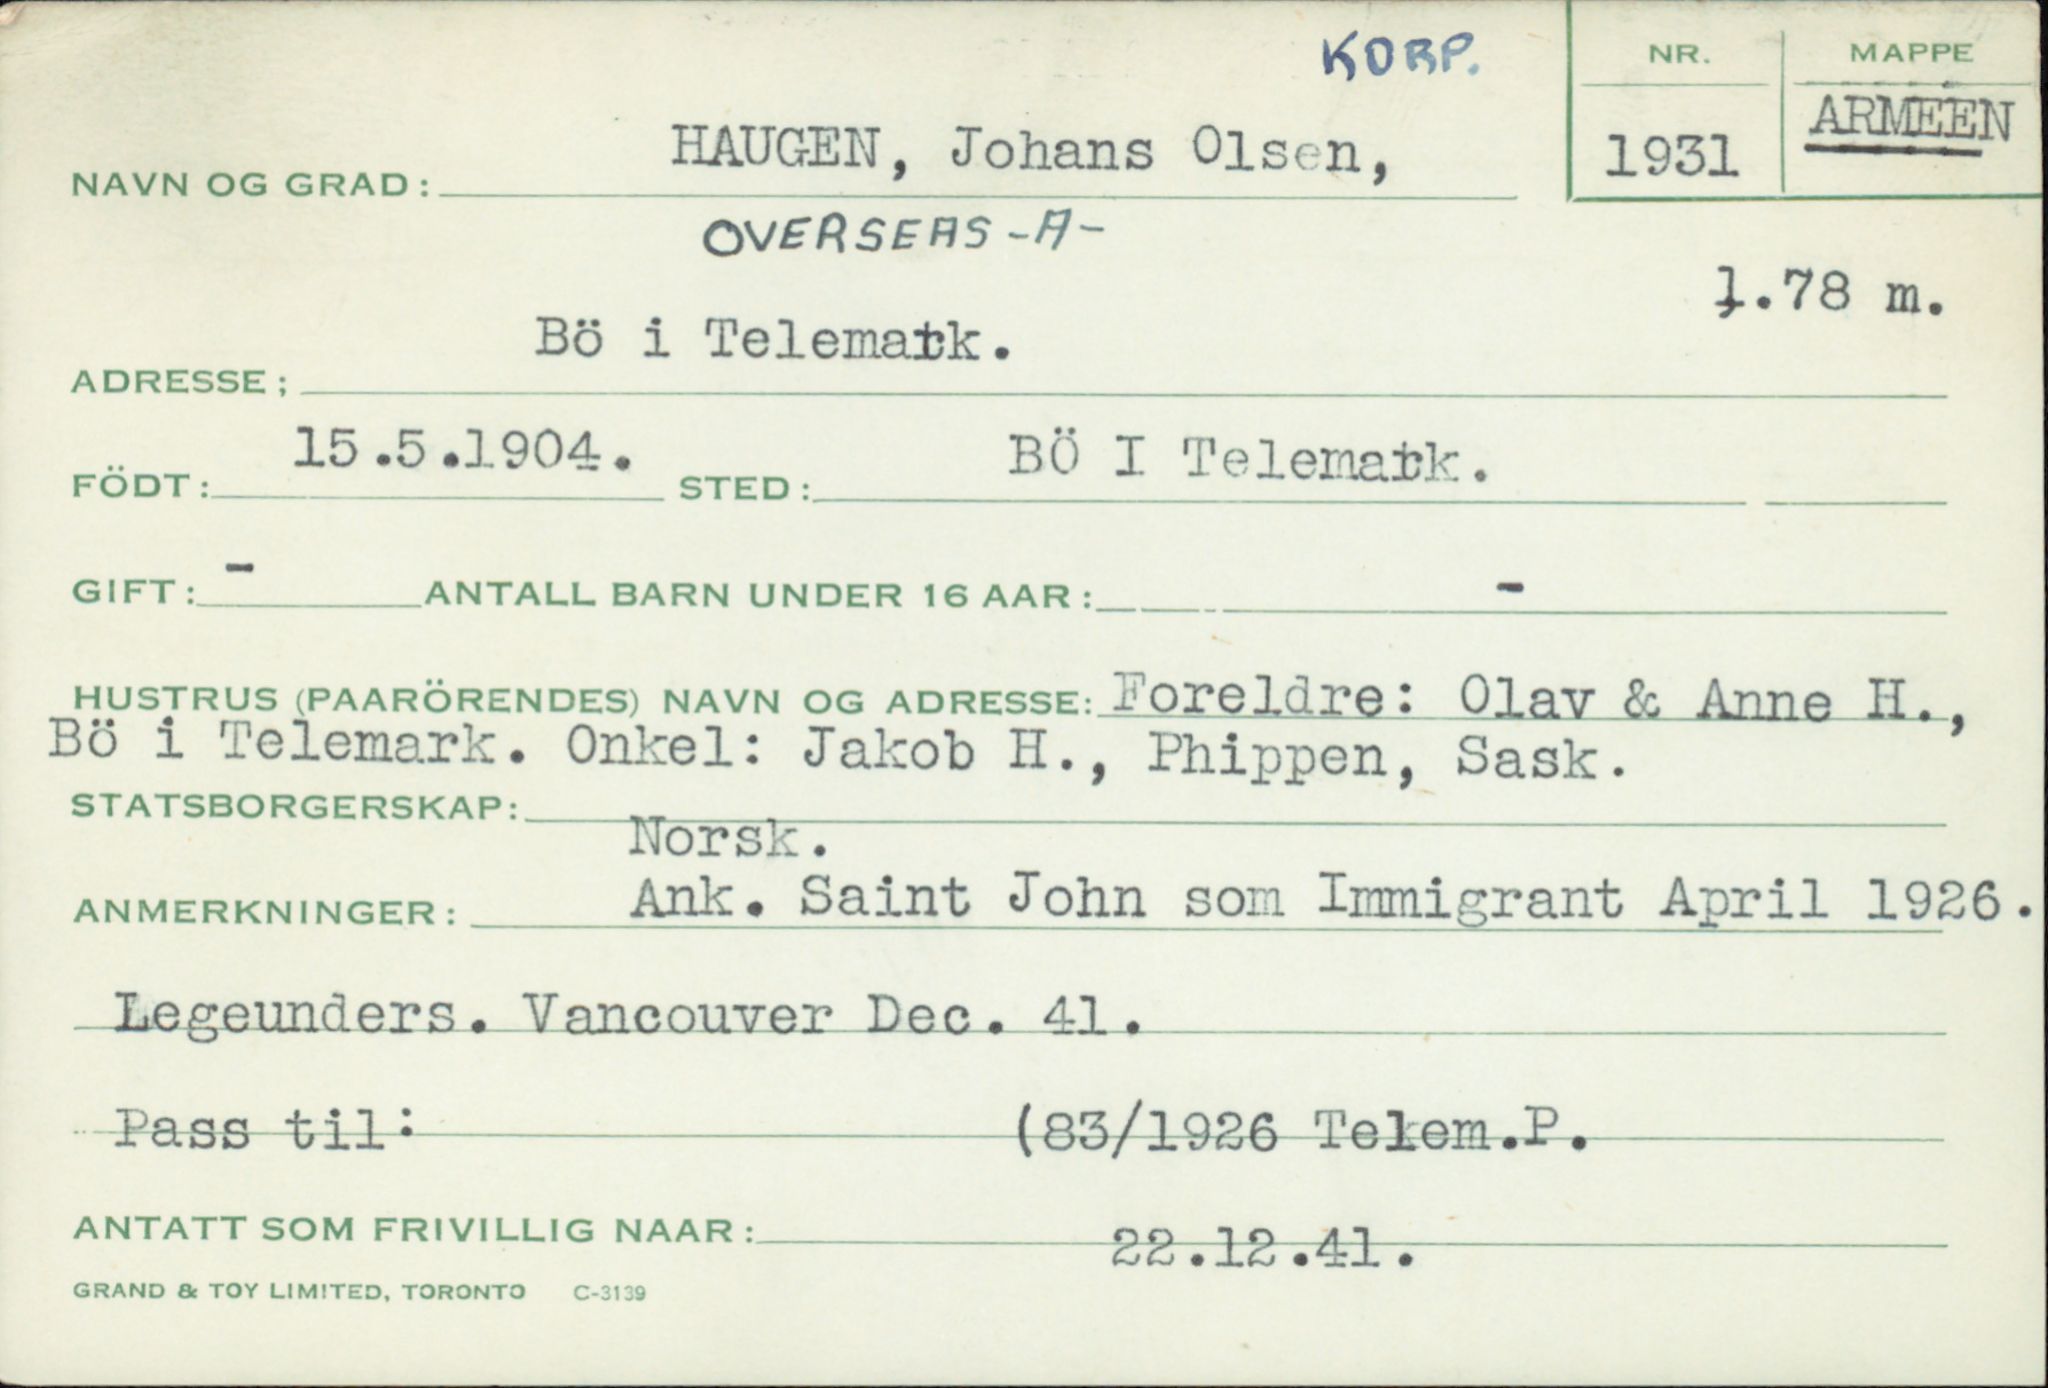 KORP.
NR. MAPPE
NAVN OG GRAD: HAUGEN, Johans Olsen, 1931 ARMEEN
OVERSEAS -A-
1.78 m.
ADRESSE; Bö i Telemark.
FÖDT: 15.5.1904. STED: BÖ I Telemark.
GIFT: - ANTALL BARN UNDER 16 AAR: -
HUSTRUS (PAARÖRENDES) NAVN OG ADRESSE: Foreldre: Olav & Anne H.,
Bö i Telemark. Onkel: Jakob H., Phippen, Sask.
STATSBORGERSKAP:
Norsk.
ANMERKNINGER: Ank. Saint John som Immigrant April 1926.
Legeunders. Vancouver Dec. 41.
Pass til: (83/1926 Telem.P.
ANTATT SOM FRIVILLIG NAAR: 22.12.41.
GRAND & TOY LIMITED, TORONTO C-3139